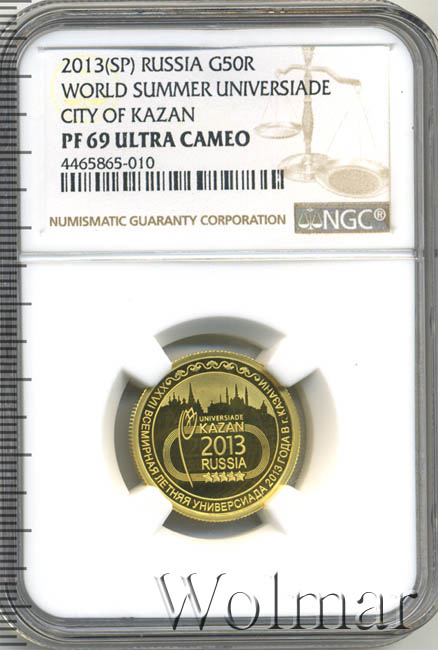 2013(SP) RUSSIA G50R
WORLD SUMMER UNIVERSIADE
CITY OF KAZAN
PF 69 ULTRA CAMEO
4465865-010
NUMISMATIC GUARANTY CORPORATION
NGC®
UNIVERSIADE
KAZAN
2013
RUSSIA
XXVII ВСЕМИРНАЯ ЛЕТНЯЯ УНИВЕРСИАДА 2013 ГОДА В Г. КАЗАНИ
Wolmar